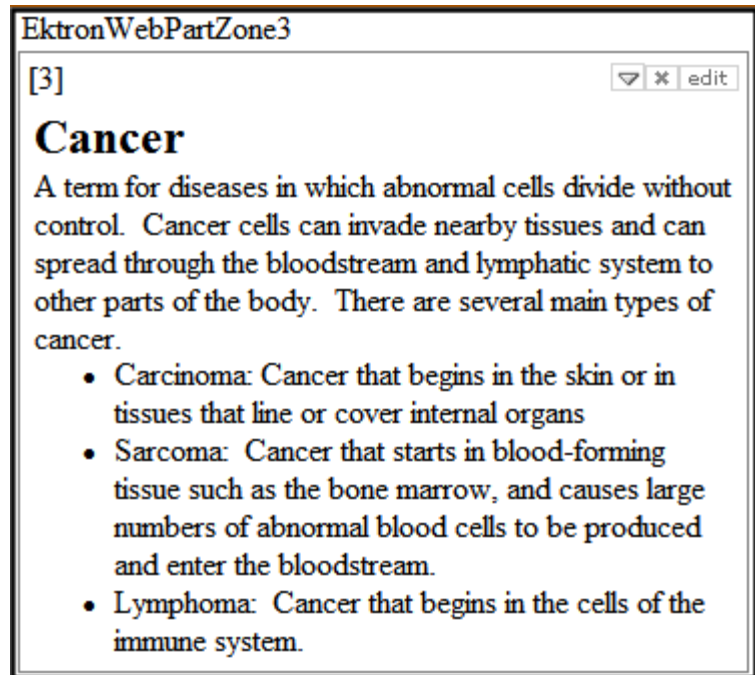 EktronWebPartZone3
[3] edit
Cancer
A term for diseases in which abnormal cells divide without
control.  Cancer cells can invade nearby tissues and can
spread through the bloodstream and lymphatic system to
other parts of the body.  There are several main types of
cancer.
• Carcinoma: Cancer that begins in the skin or in
tissues that line or cover internal organs
• Sarcoma:  Cancer that starts in blood-forming
tissue such as the bone marrow, and causes large
numbers of abnormal blood cells to be produced
and enter the bloodstream.
• Lymphoma:  Cancer that begins in the cells of the
immune system.